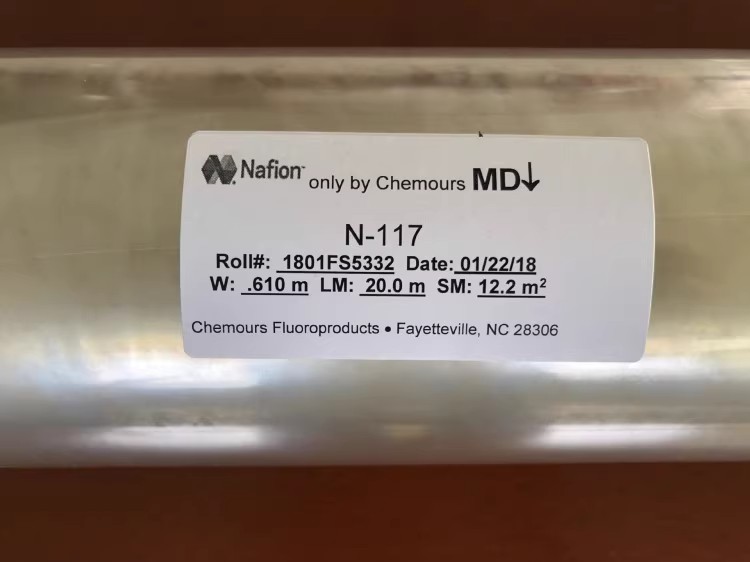 Nafion™ only by Chemours MD↓
N-117
Roll#: 1801FS5332 Date: 01/22/18
W: .610 m LM: 20.0 m SM: 12.2 m²
Chemours Fluoroproducts • Fayetteville, NC 28306